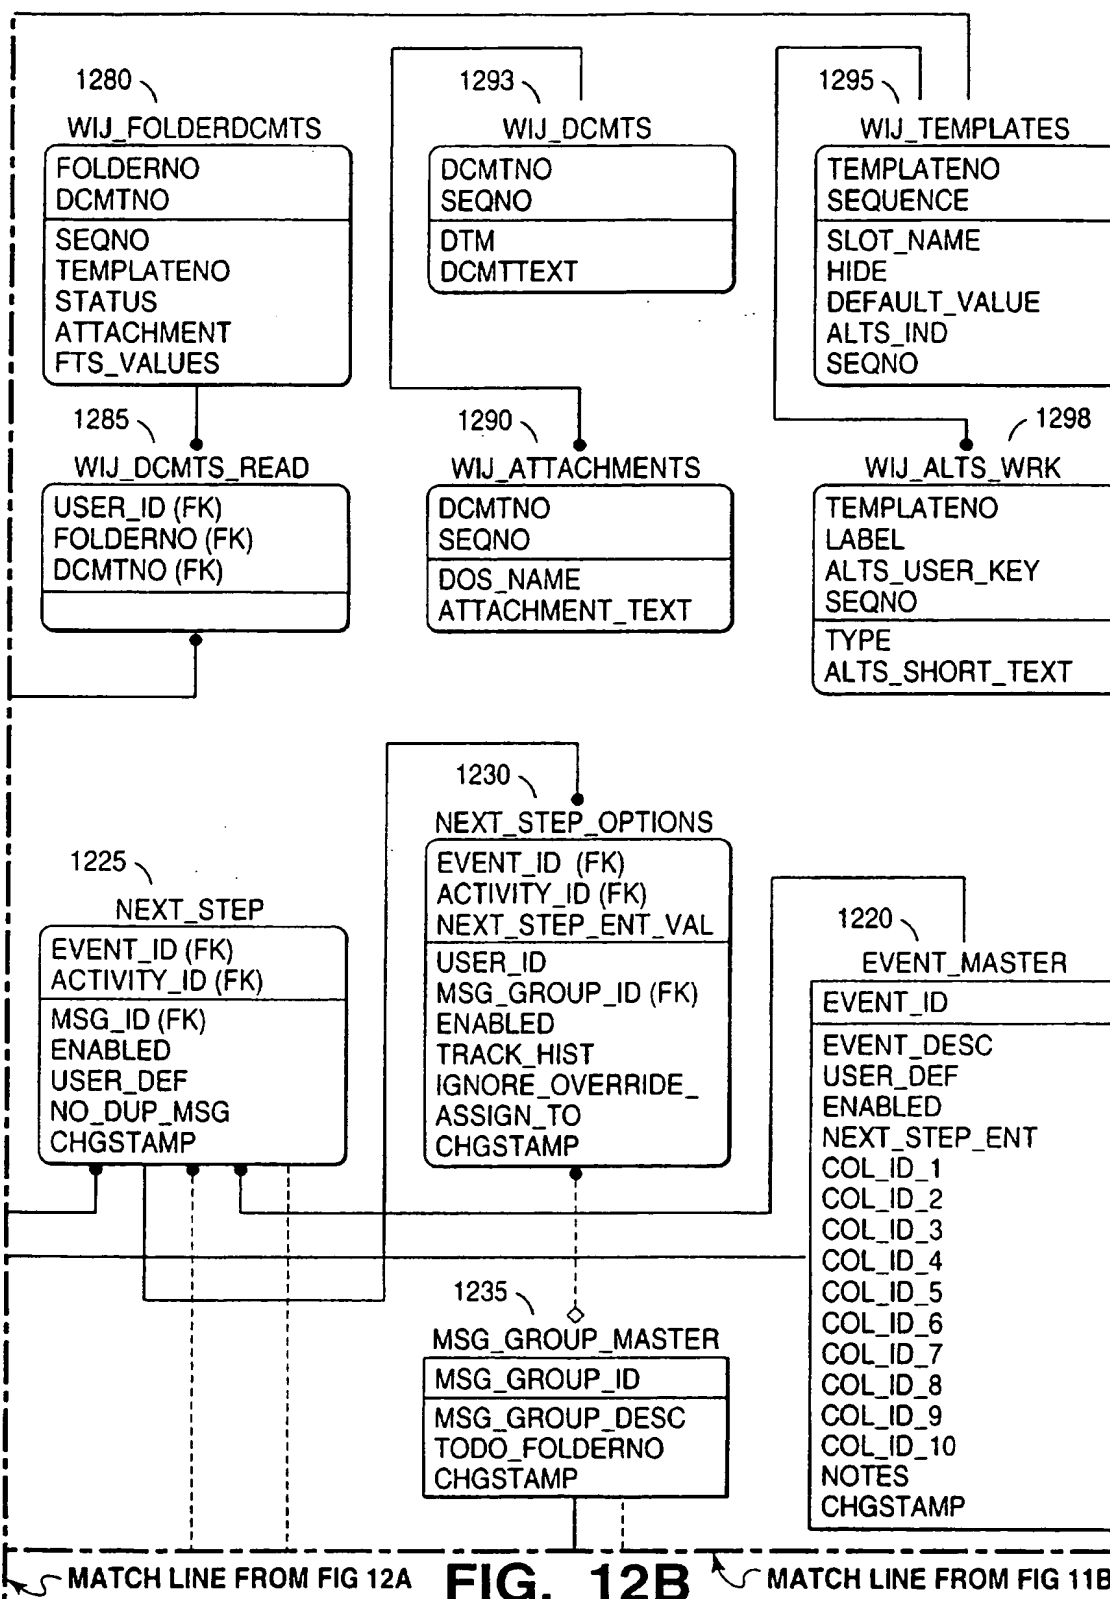 1280
WIJ_FOLDERDCMTS
FOLDERNO
DCMTNO
SEQNO
TEMPLATENO
STATUS
ATTACHMENT
FTS_VALUES
1293
WIJ_DCMTS
DCMTNO
SEQNO
DTM
DCMTTEXT
1295
WIJ_TEMPLATES
TEMPLATENO
SEQUENCE
SLOT_NAME
HIDE
DEFAULT_VALUE
ALTS_IND
SEQNO
1285
WIJ_DCMTS_READ
USER_ID (FK)
FOLDERNO (FK)
DCMTNO (FK)
1290
WIJ_ATTACHMENTS
DCMTNO
SEQNO
DOS_NAME
ATTACHMENT_TEXT
1298
WIJ_ALTS_WRK
TEMPLATENO
LABEL
ALTS_USER_KEY
SEQNO
TYPE
ALTS_SHORT_TEXT
1225
NEXT_STEP
EVENT_ID (FK)
ACTIVITY_ID (FK)
MSG_ID (FK)
ENABLED
USER_DEF
NO_DUP_MSG
CHGSTAMP
1230
NEXT_STEP_OPTIONS
EVENT_ID (FK)
ACTIVITY_ID (FK)
NEXT_STEP_ENT_VAL
USER_ID
MSG_GROUP_ID (FK)
ENABLED
TRACK_HIST
IGNORE_OVERRIDE_
ASSIGN_TO
CHGSTAMP
1220
EVENT_MASTER
EVENT_ID
EVENT_DESC
USER_DEF
ENABLED
NEXT_STEP_ENT
COL_ID_1
COL_ID_2
COL_ID_3
COL_ID_4
COL_ID_5
COL_ID_6
COL_ID_7
COL_ID_8
COL_ID_9
COL_ID_10
NOTES
CHGSTAMP
1235
MSG_GROUP_MASTER
MSG_GROUP_ID
MSG_GROUP_DESC
TODO_FOLDERNO
CHGSTAMP
MATCH LINE FROM FIG 12A
FIG. 12B
MATCH LINE FROM FIG 11B